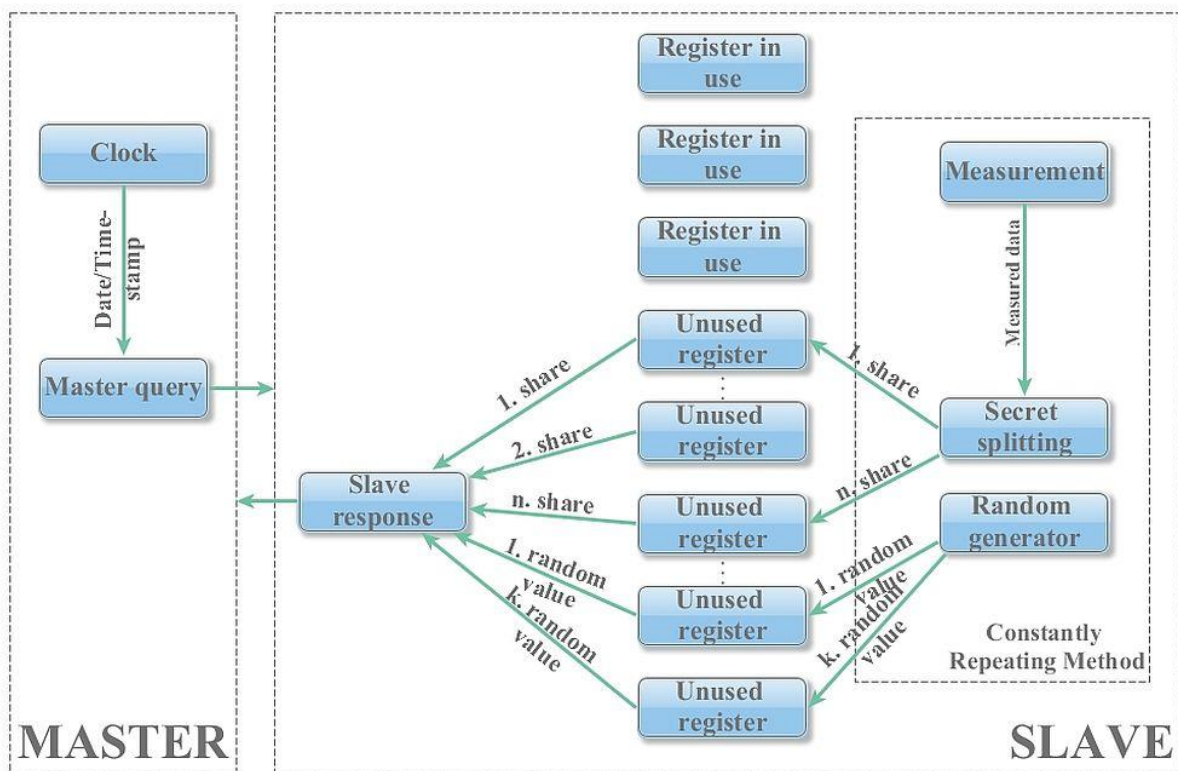 Clock
Date/Time-
stamp
Master query
MASTER
Register in
use
Register in
use
Register in
use
Unused
register
Unused
register
Unused
register
Unused
register
Unused
register
1. share
2. share
n. share
1. random
value
k. random
value
Slave
response
Measurement
Measured data
Secret
splitting
1. share
n. share
Random
generator
1. random
value
k. random
value
Constantly
Repeating Method
SLAVE